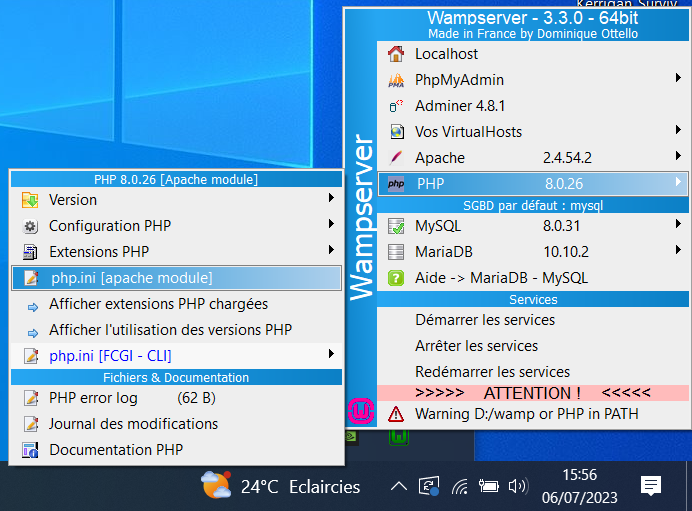 Kerrigan_Surviv
Wampserver - 3.3.0 - 64bit
Made in France by Dominique Ottello
Wampserver
Localhost
PhpMyAdmin
Adminer 4.8.1
Vos VirtualHosts
Apache 2.4.54.2
php PHP 8.0.26
SGBD par défaut : mysql
MySQL 8.0.31
MariaDB 10.10.2
Aide -> MariaDB - MySQL
Services
Démarrer les services
Arrêter les services
Redémarrer les services
>>>>> ATTENTION ! <<<<<
Warning D:/wamp or PHP in PATH
PHP 8.0.26 [Apache module]
Version
Configuration PHP
Extensions PHP
php.ini [apache module]
Afficher extensions PHP chargées
Afficher l'utilisation des versions PHP
php.ini [FCGI - CLI]
Fichiers & Documentation
PHP error log (62 B)
Journal des modifications
Documentation PHP
24°C Eclaircies
15:56
06/07/2023